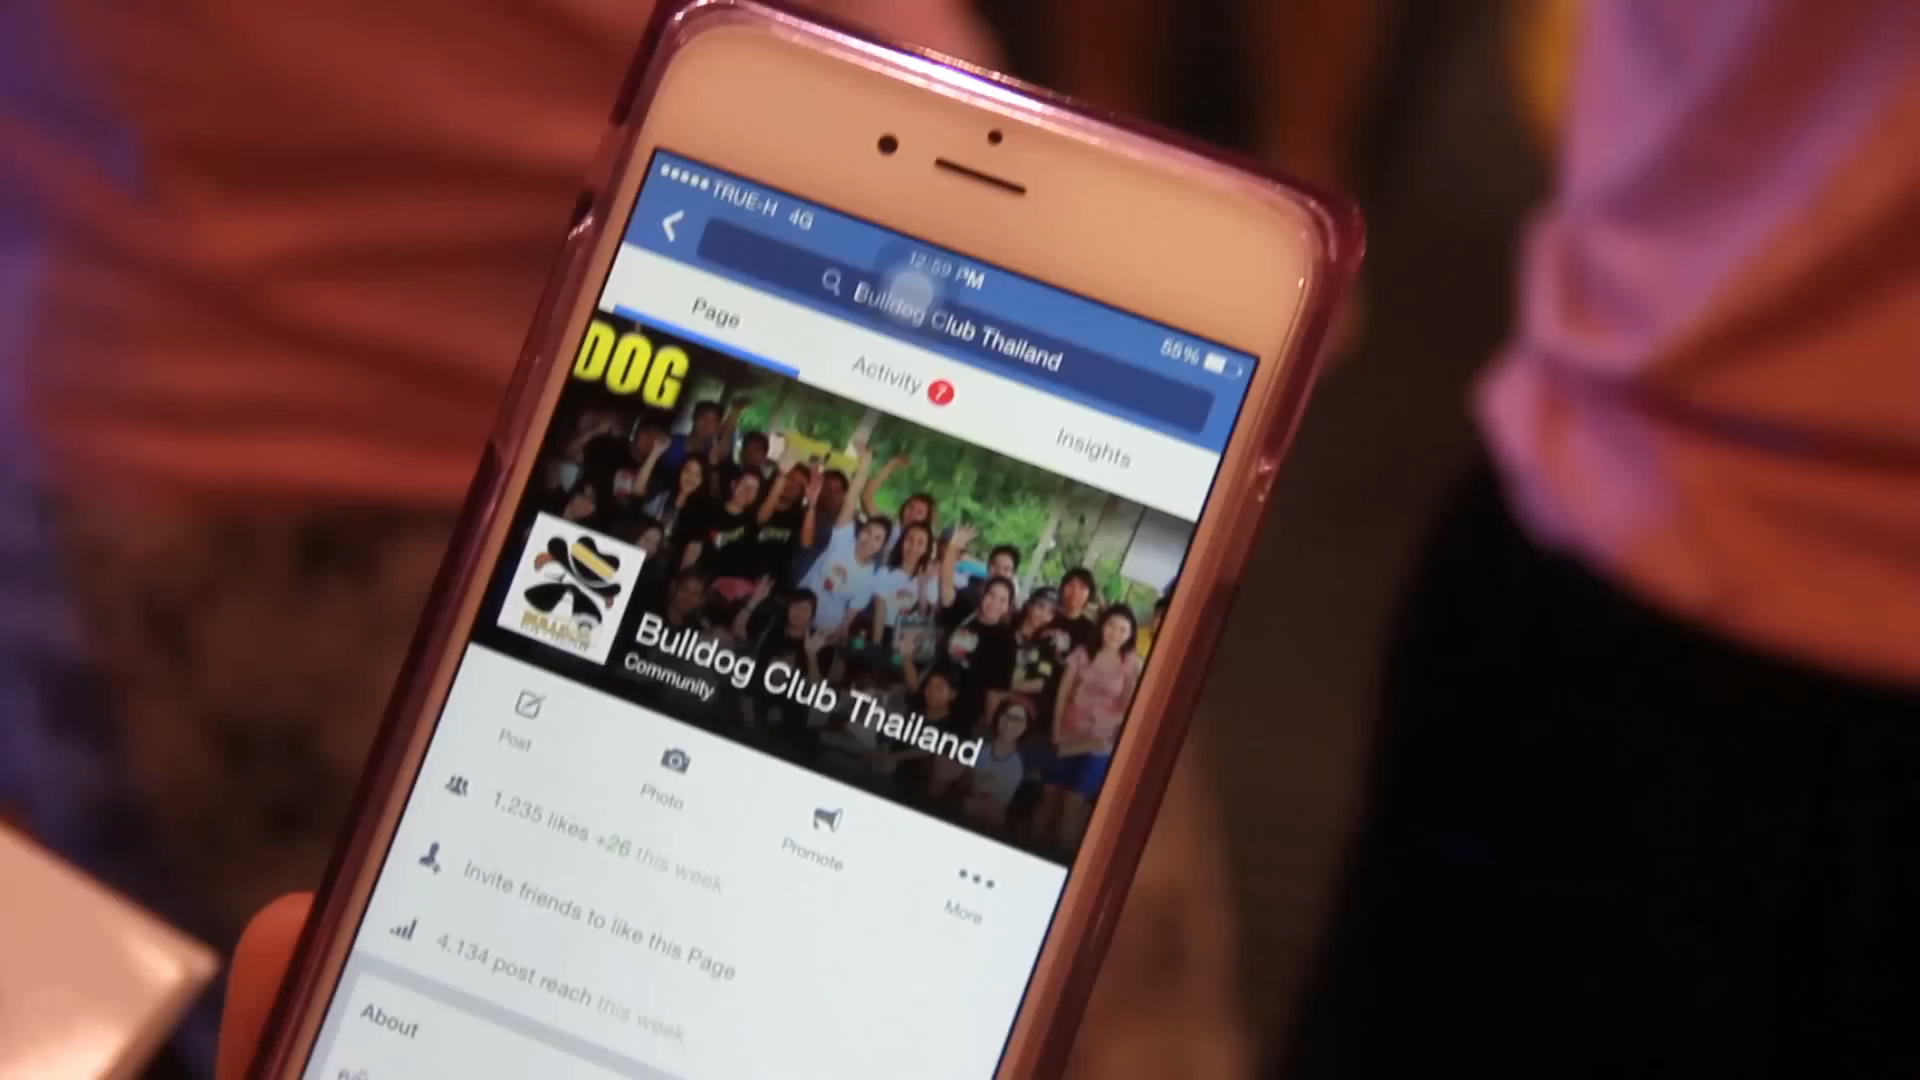 TRUE-H 4G
12:59 PM
55%
Bulldog Club Thailand
Page
Activity 7
Insights
DOG
BULLDOG
Bulldog Club Thailand
Community
Post
Photo
Promote
More
1,235 likes +26 this week
Invite friends to like this Page
4,134 post reach this week
About